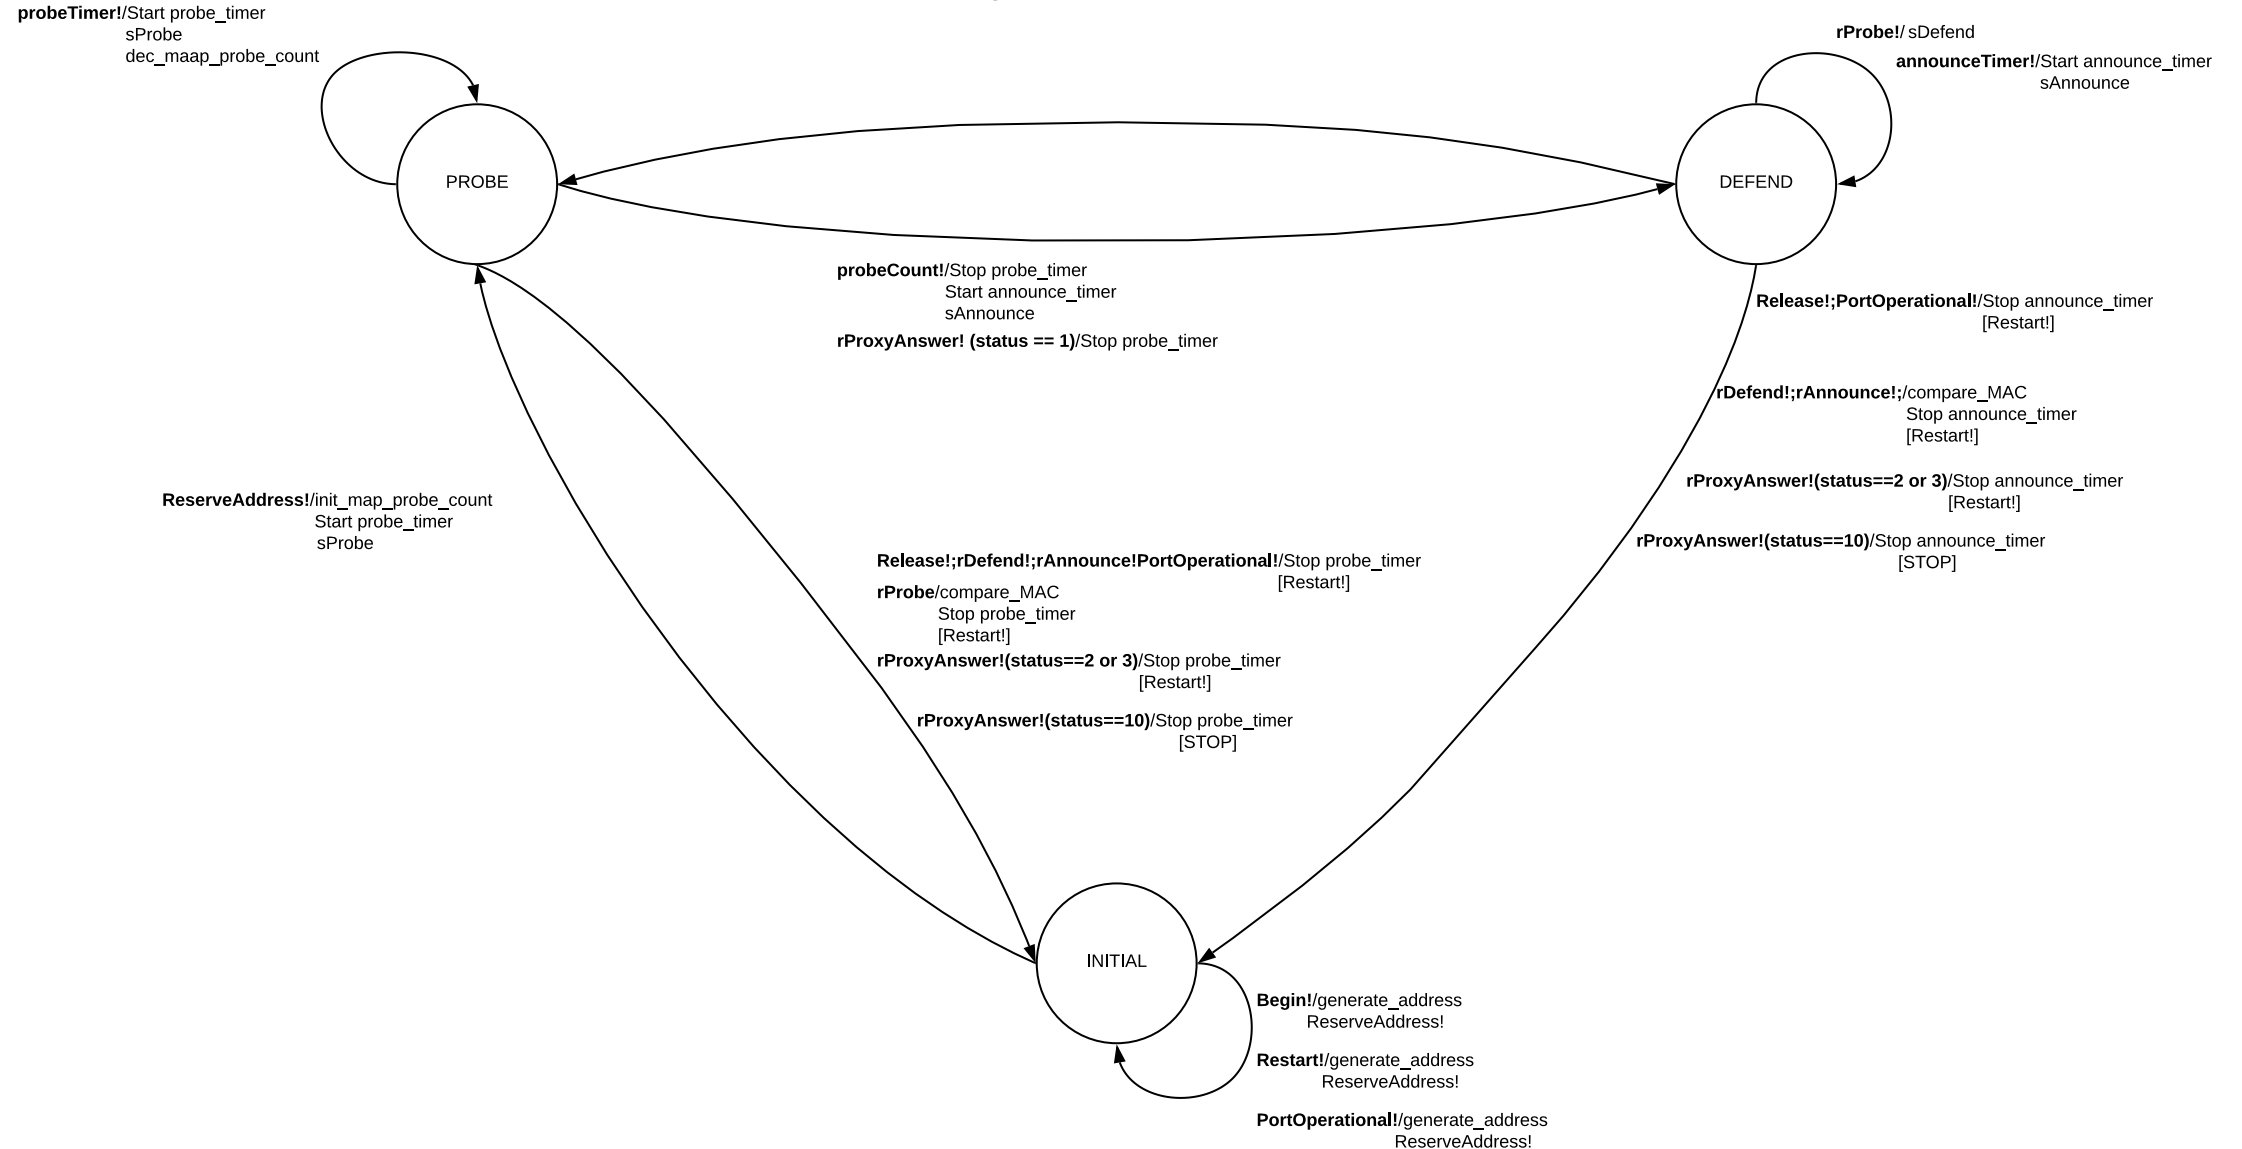 probeTimer!/Start probe_timer
sProbe
dec_maap_probe_count
rProbe!/ sDefend
announceTimer!/Start announce_timer
sAnnounce
PROBE
DEFEND
probeCount!/Stop probe_timer
Start announce_timer
sAnnounce
rProxyAnswer! (status == 1)/Stop probe_timer
Release!;PortOperational!/Stop announce_timer
[Restart!]
rDefend!;rAnnounce!;/compare_MAC
Stop announce_timer
[Restart!]
rProxyAnswer!(status==2 or 3)/Stop announce_timer
[Restart!]
rProxyAnswer!(status==10)/Stop announce_timer
[STOP]
ReserveAddress!/init_map_probe_count
Start probe_timer
sProbe
Release!;rDefend!;rAnnounce!PortOperational!/Stop probe_timer
[Restart!]
rProbe/compare_MAC
Stop probe_timer
[Restart!]
rProxyAnswer!(status==2 or 3)/Stop probe_timer
[Restart!]
rProxyAnswer!(status==10)/Stop probe_timer
[STOP]
INITIAL
Begin!/generate_address
ReserveAddress!
Restart!/generate_address
ReserveAddress!
PortOperational!/generate_address
ReserveAddress!